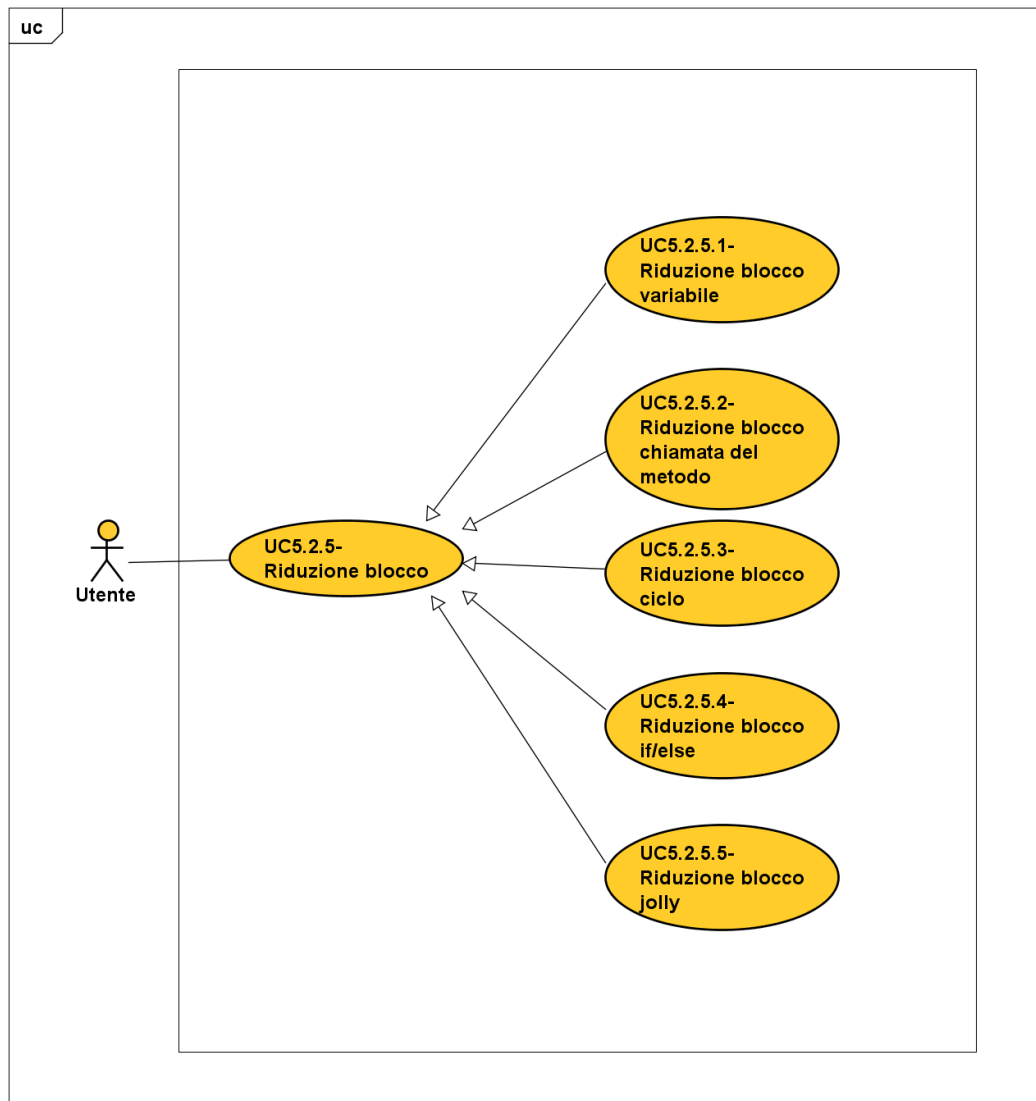 uc
UC5.2.5.1-
Riduzione blocco
variabile
UC5.2.5.2-
Riduzione blocco
chiamata del
metodo
UC5.2.5-
Riduzione blocco
Utente
UC5.2.5.3-
Riduzione blocco
ciclo
UC5.2.5.4-
Riduzione blocco
if/else
UC5.2.5.5-
Riduzione blocco
jolly